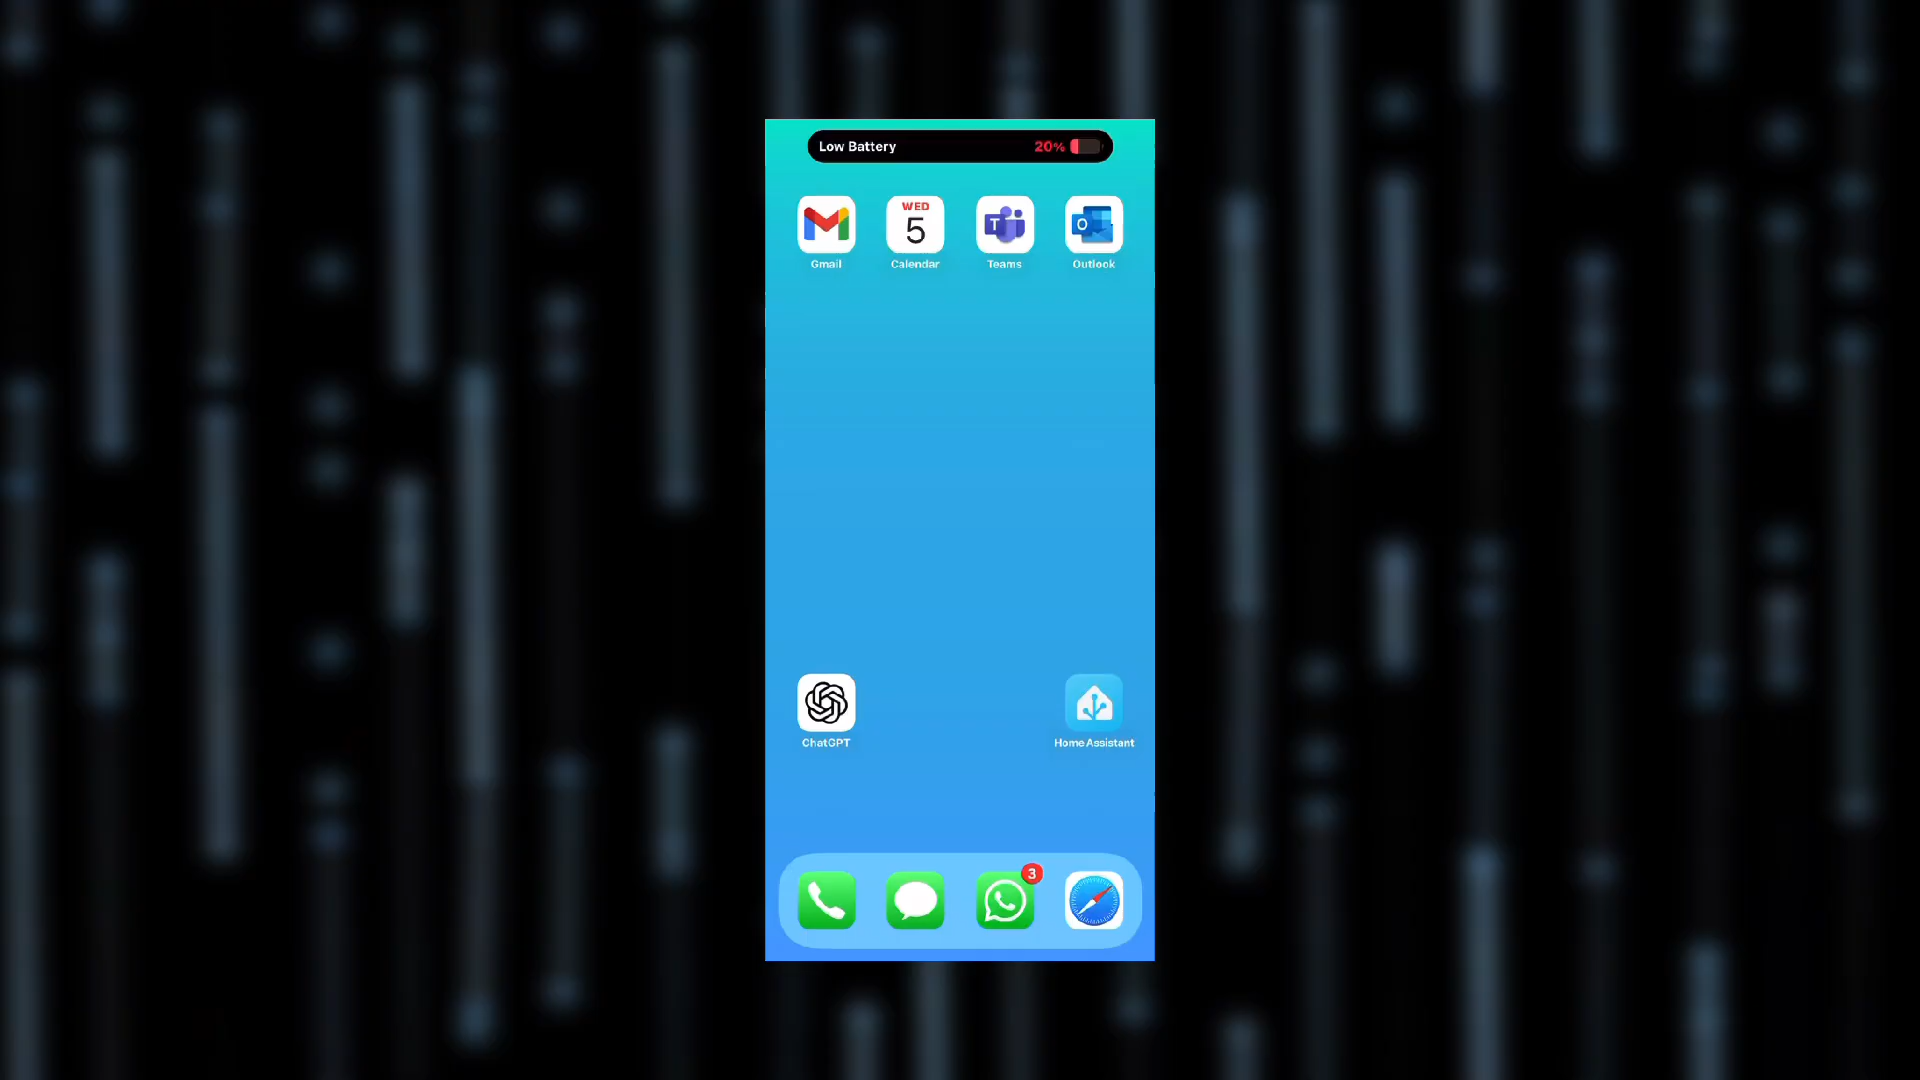 Low Battery 20%
WED
5
T
O
Gmail Calendar Teams Outlook
ChatGPT Home Assistant
3